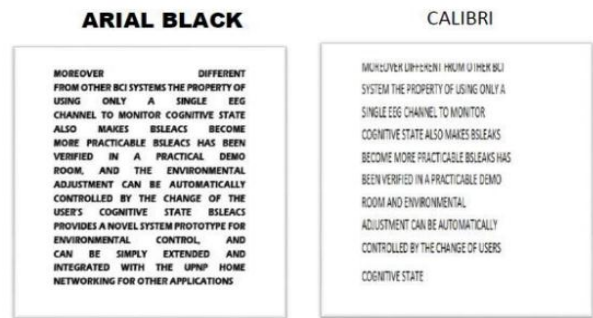 ARIAL BLACK
MOREOVER DIFFERENT
FROM OTHER BCI SYSTEMS THE PROPERTY OF
USING ONLY A SINGLE EEG
CHANNEL TO MONITOR COGNITIVE STATE
ALSO MAKES BSLEACS BECOME
MORE PRACTICABLE BSLEACS HAS BEEN
VERIFIED IN A PRACTICAL DEMO
ROOM, AND THE ENVIRONMENTAL
ADJUSTMENT CAN BE AUTOMATICALLY
CONTROLLED BY THE CHANGE OF THE
USER'S COGNITIVE STATE BSLEACS
PROVIDES A NOVEL SYSTEM PROTOTYPE FOR
ENVIRONMENTAL CONTROL, AND
CAN BE SIMPLY EXTENDED AND
INTEGRATED WITH THE UPNP HOME
NETWORKING FOR OTHER APPLICATIONS
CALIBRI
MOREOVER DIFFERENT FROM OTHER BCI
SYSTEM THE PROPERTY OF USING ONLY A
SINGLE EEG CHANNEL TO MONITOR
COGNITIVE STATE ALSO MAKES BSLEAKS
BECOME MORE PRACTICABLE BSLEAKS HAS
BEEN VERIFIED IN A PRACTICABLE DEMO
ROOM AND ENVIRONMENTAL
ADJUSTMENT CAN BE AUTOMATICALLY
CONTROLLED BY THE CHANGE OF USERS
COGNITIVE STATE